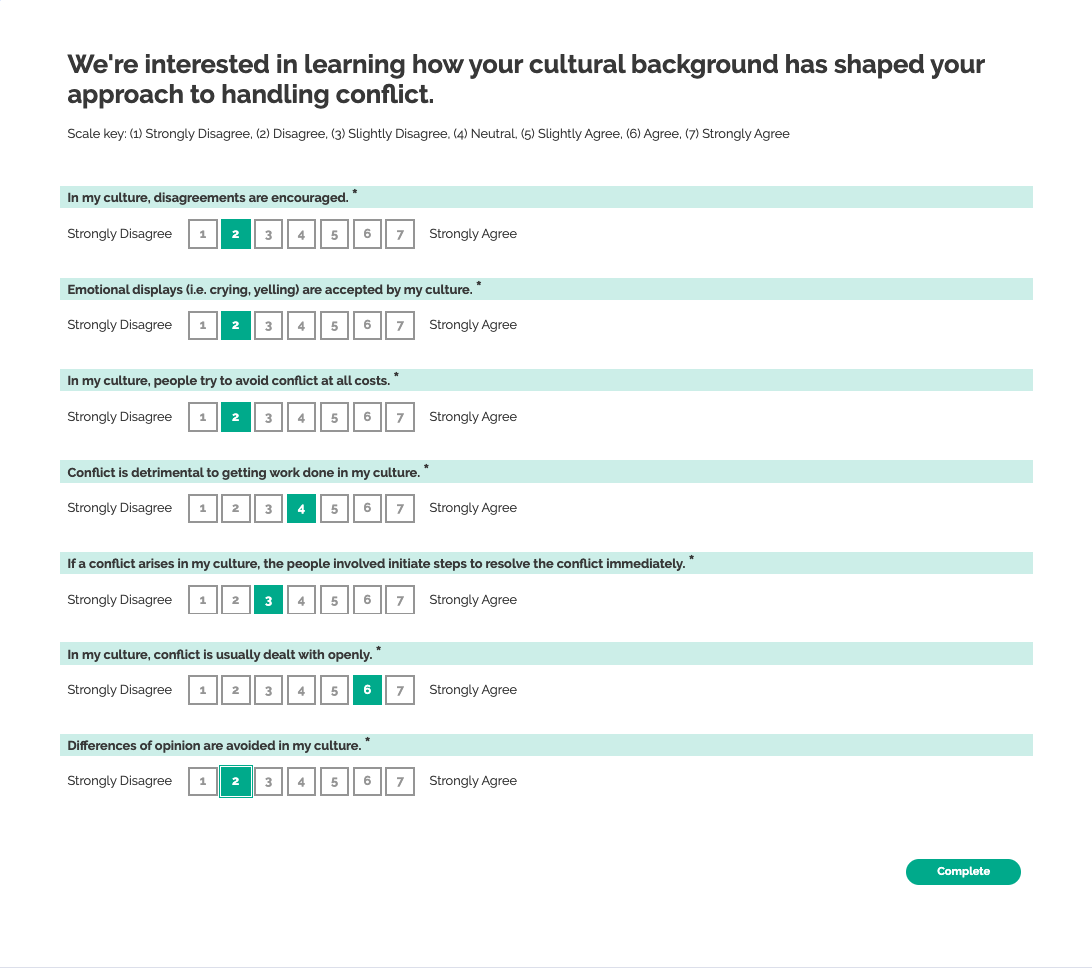 We're interested in learning how your cultural background has shaped your
approach to handling conflict.
Scale key: (1) Strongly Disagree, (2) Disagree, (3) Slightly Disagree, (4) Neutral, (5) Slightly Agree, (6) Agree, (7) Strongly Agree
In my culture, disagreements are encouraged. *
Strongly Disagree 1 2 3 4 5 6 7 Strongly Agree
Emotional displays (i.e. crying, yelling) are accepted by my culture. *
Strongly Disagree 1 2 3 4 5 6 7 Strongly Agree
In my culture, people try to avoid conflict at all costs. *
Strongly Disagree 1 2 3 4 5 6 7 Strongly Agree
Conflict is detrimental to getting work done in my culture. *
Strongly Disagree 1 2 3 4 5 6 7 Strongly Agree
If a conflict arises in my culture, the people involved initiate steps to resolve the conflict immediately. *
Strongly Disagree 1 2 3 4 5 6 7 Strongly Agree
In my culture, conflict is usually dealt with openly. *
Strongly Disagree 1 2 3 4 5 6 7 Strongly Agree
Differences of opinion are avoided in my culture. *
Strongly Disagree 1 2 3 4 5 6 7 Strongly Agree
Complete